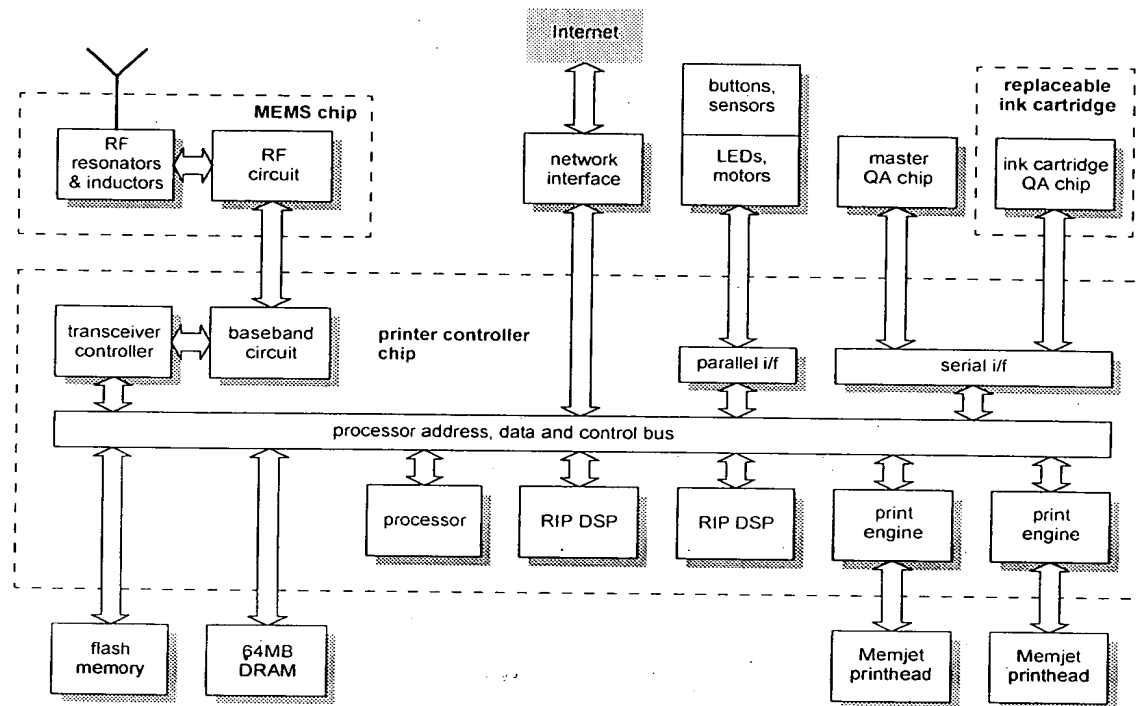 Internet
MEMS chip
RF
resonators
& inductors
RF
circuit
network
interface
buttons,
sensors
LEDs,
motors
master
QA chip
replaceable
ink cartridge
ink cartridge
QA chip
transceiver
controller
baseband
circuit
printer controller
chip
parallel i/f
serial i/f
processor address, data and control bus
processor
RIP DSP
RIP DSP
print
engine
print
engine
flash
memory
64MB
DRAM
Memjet
printhead
Memjet
printhead